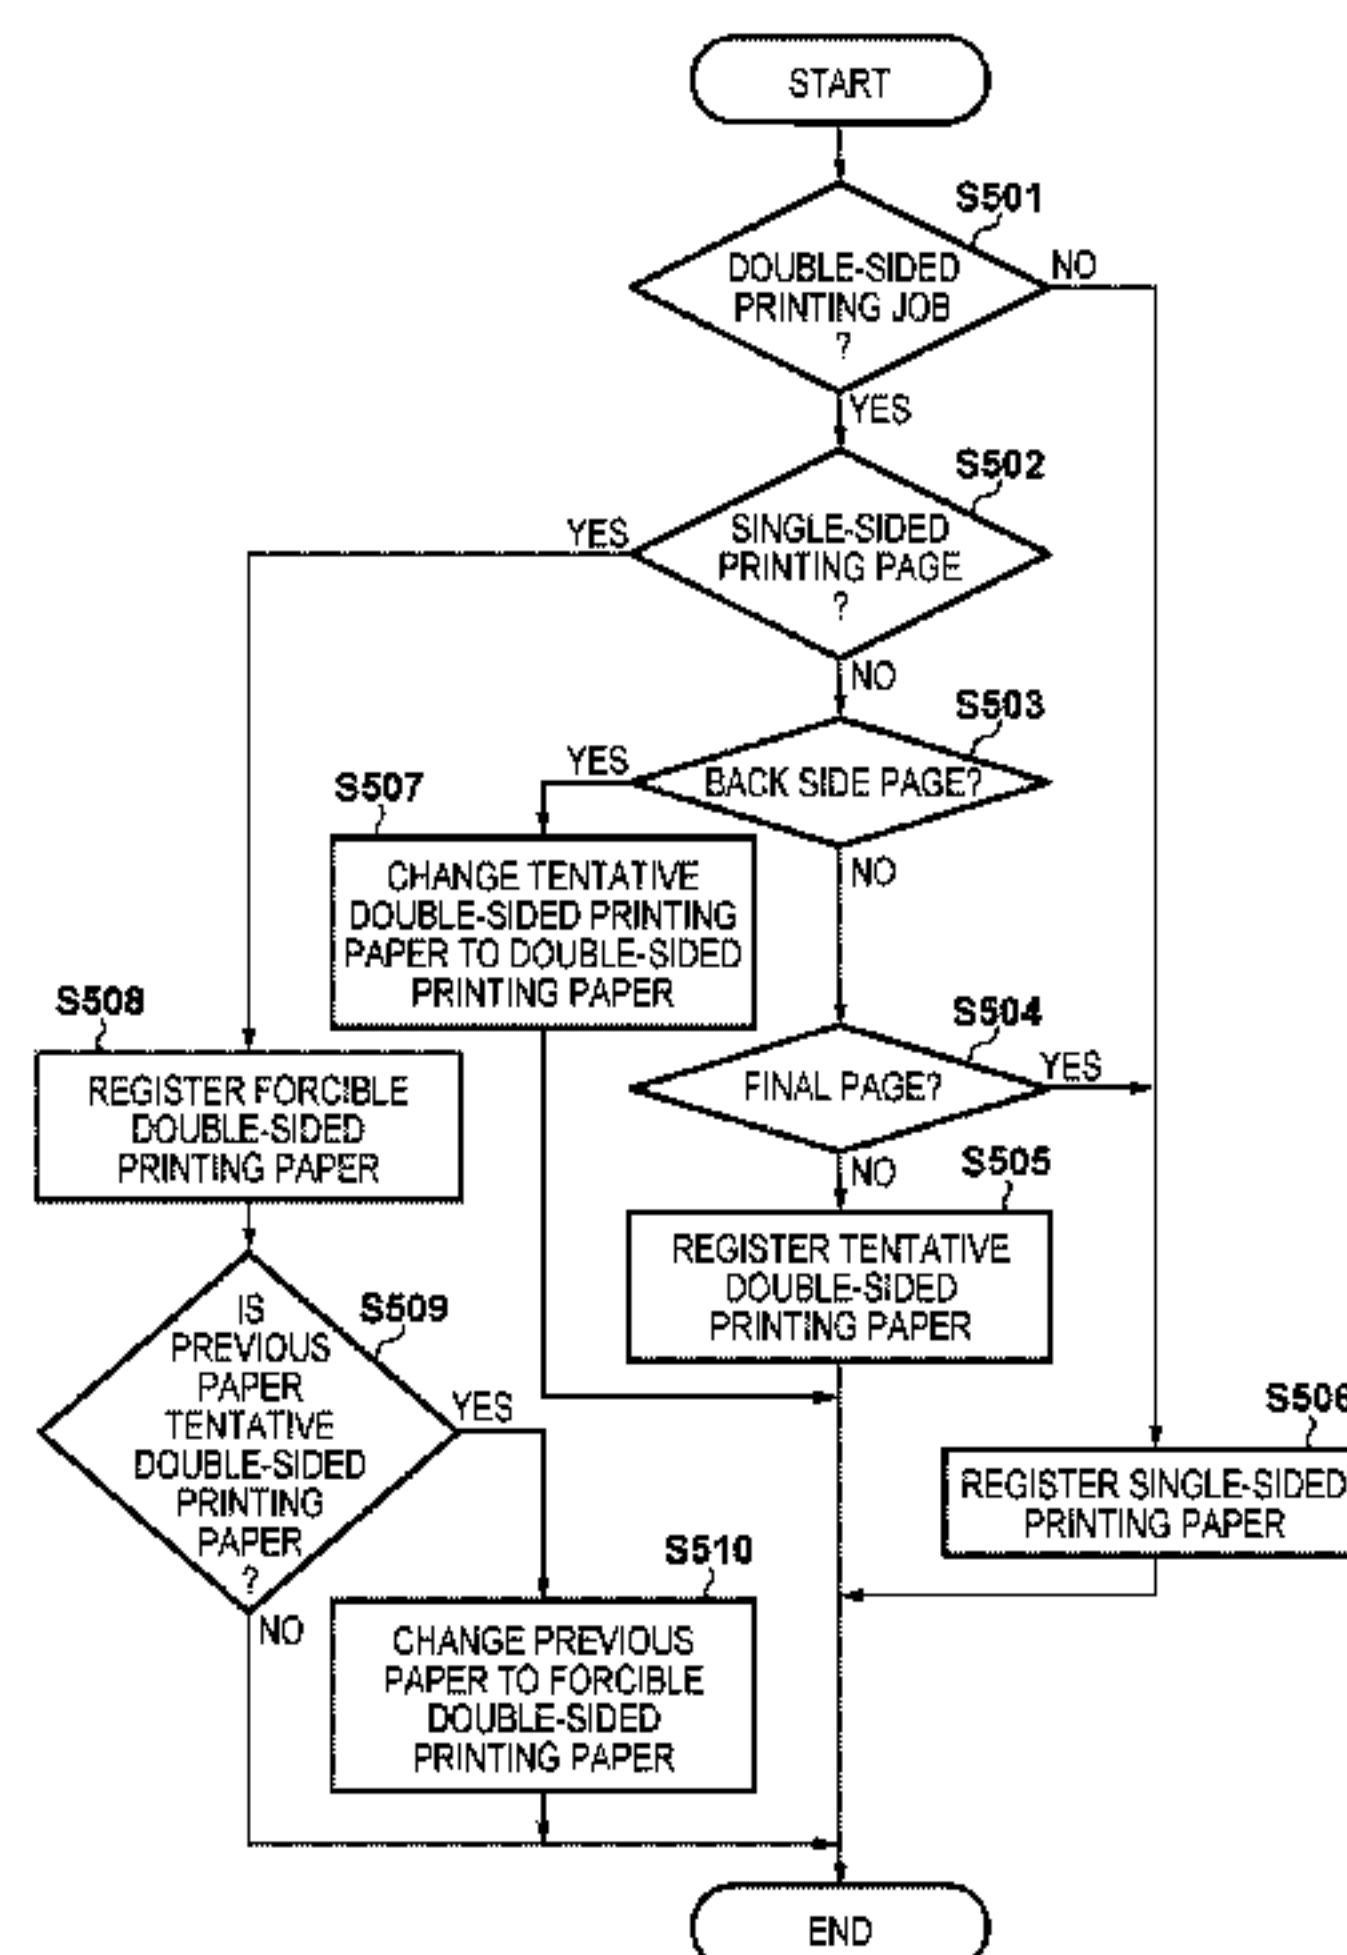 START
S501
DOUBLE-SIDED
PRINTING JOB
?
NO
YES
S502
YES
SINGLE-SIDED
PRINTING PAGE
?
NO
S503
YES
BACK SIDE PAGE?
NO
S507
CHANGE TENTATIVE
DOUBLE-SIDED PRINTING
PAPER TO DOUBLE-SIDED
PRINTING PAPER
S508
REGISTER FORCIBLE
DOUBLE-SIDED
PRINTING PAPER
S504
FINAL PAGE?
YES
NO
S505
REGISTER TENTATIVE
DOUBLE-SIDED
PRINTING PAPER
S509
IS
PREVIOUS
PAPER
TENTATIVE
DOUBLE-SIDED
PRINTING
PAPER
?
YES
NO
S506
REGISTER SINGLE-SIDED
PRINTING PAPER
S510
CHANGE PREVIOUS
PAPER TO FORCIBLE
DOUBLE-SIDED
PRINTING PAPER
END